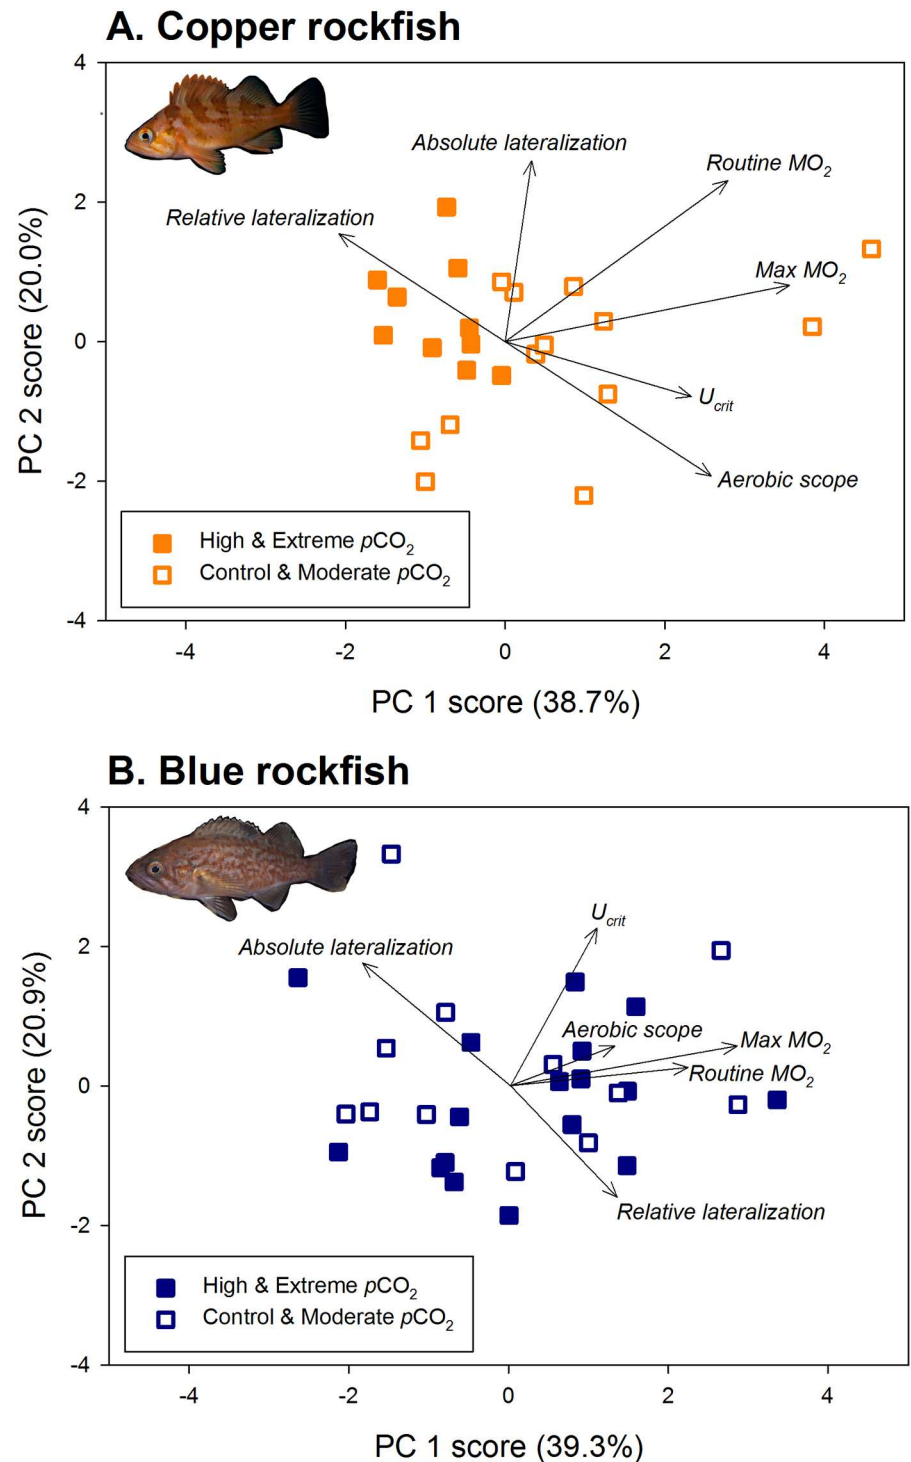 A. Copper rockfish
4
2
0
-2
-4
PC 2 score (20.0%)
Absolute lateralization
Routine MO2
Relative lateralization
Max MO2
Ucrit
Aerobic scope
High & Extreme pCO2
Control & Moderate pCO2
-4
-2
0
2
4
PC 1 score (38.7%)
B. Blue rockfish
4
2
0
-2
-4
PC 2 score (20.9%)
Ucrit
Absolute lateralization
Aerobic scope
Max MO2
Routine MO2
Relative lateralization
High & Extreme pCO2
Control & Moderate pCO2
-4
-2
0
2
4
PC 1 score (39.3%)